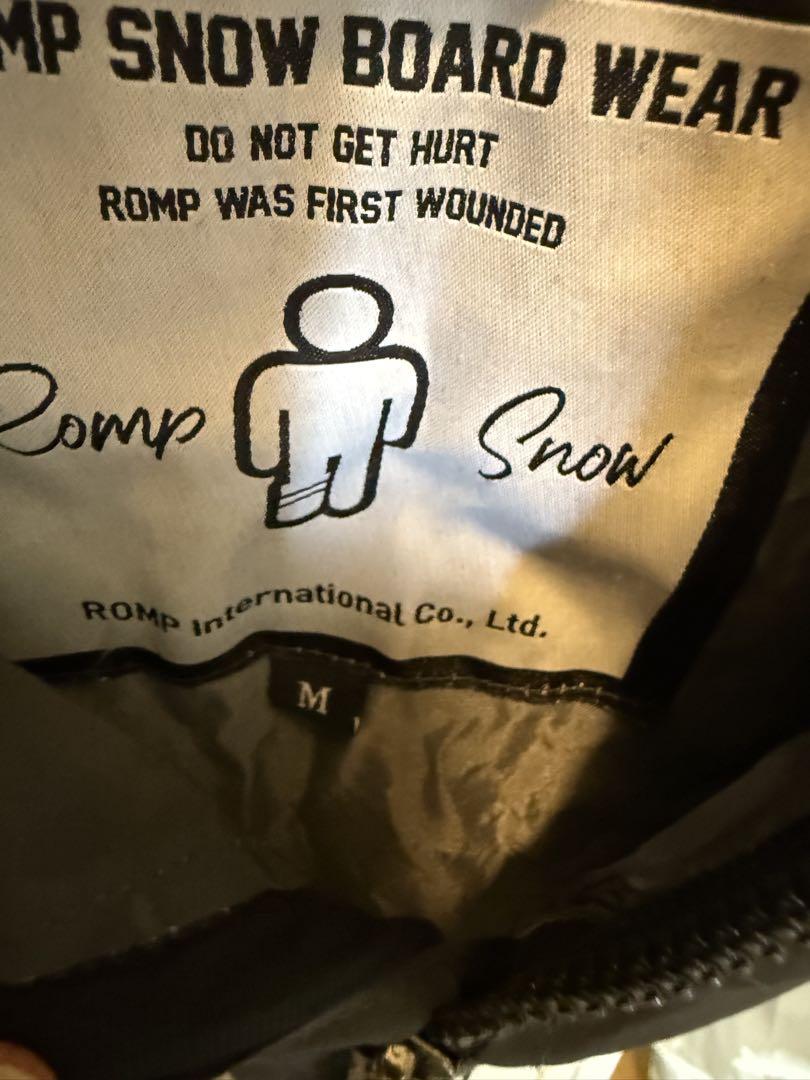 MP SNOW BOARD WEAR
DO NOT GET HURT
ROMP WAS FIRST WOUNDED
Romp Snow
ROMP International Co., Ltd.
M